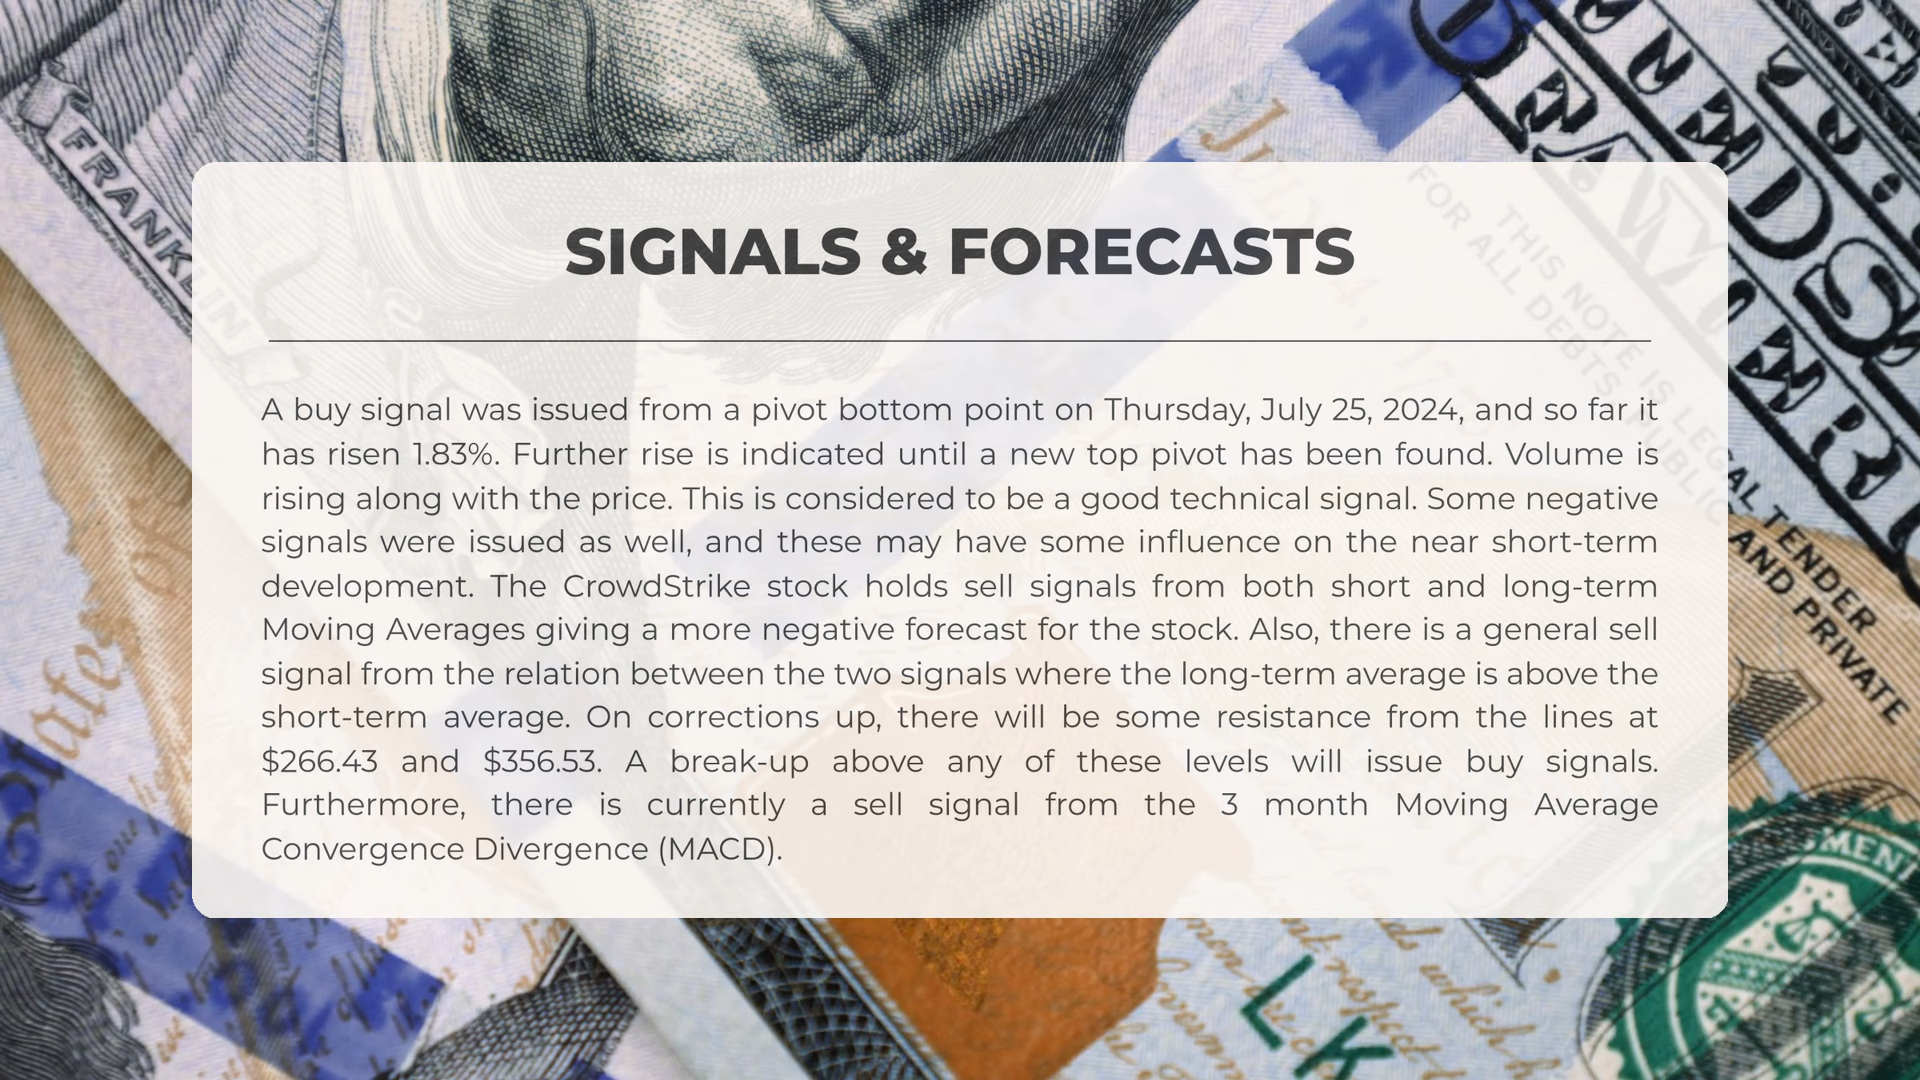 FRANKLIN
SIGNALS & FORECASTS
A buy signal was issued from a pivot bottom point on Thursday, July 25, 2024, and so far it
has risen 1.83%. Further rise is indicated until a new top pivot has been found. Volume is
rising along with the price. This is considered to be a good technical signal. Some negative
signals were issued as well, and these may have some influence on the near short-term
development. The CrowdStrike stock holds sell signals from both short and long-term
Moving Averages giving a more negative forecast for the stock. Also, there is a general sell
signal from the relation between the two signals where the long-term average is above the
short-term average. On corrections up, there will be some resistance from the lines at
$266.43 and $356.53. A break-up above any of these levels will issue buy signals.
Furthermore, there is currently a sell signal from the 3 month Moving Average
Convergence Divergence (MACD).
THIS NOTE IS LEGAL TENDER
FOR ALL DEBTS PUBLIC AND PRIVATE
L K